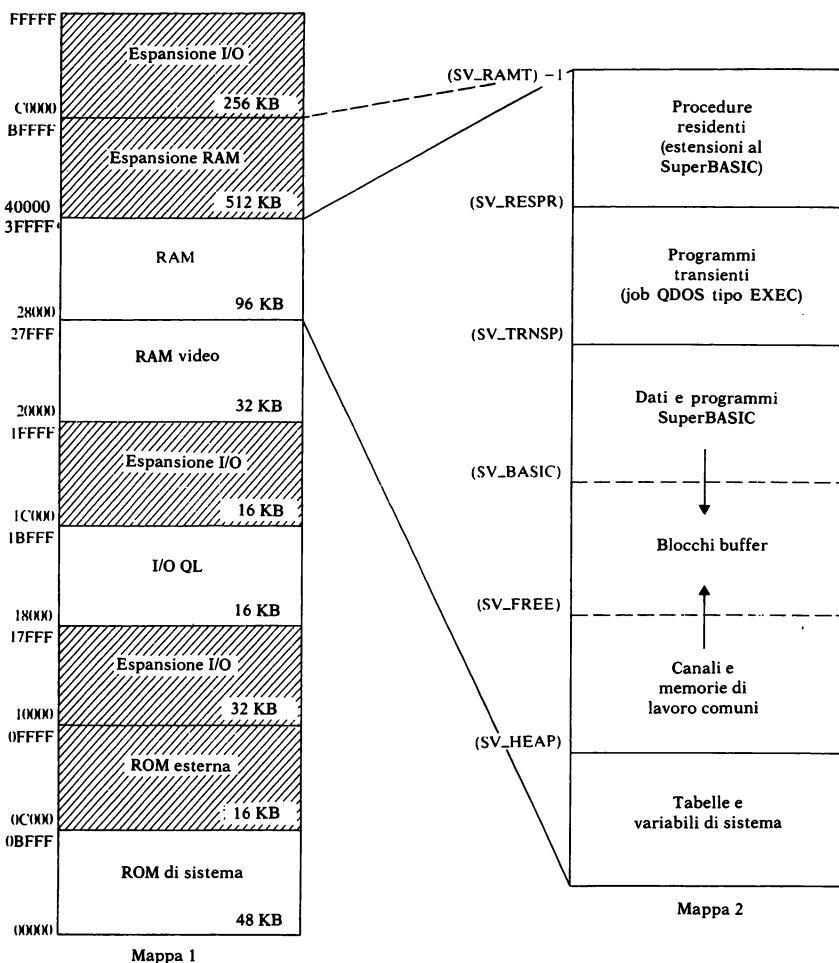 FFFFF
Espansione I/O
256 KB
C0000
BFFFF
Espansione RAM
512 KB
40000
3FFFF
RAM
96 KB
28000
27FFF
RAM video
32 KB
20000
1FFFF
Espansione I/O
16 KB
1C000
1BFFF
I/O QL
16 KB
18000
17FFF
Espansione I/O
32 KB
10000
0FFFF
ROM esterna
16 KB
0C000
0BFFF
ROM di sistema
48 KB
00000
Mappa 1
(SV_RAMT) -1
Procedure
residenti
(estensioni al
SuperBASIC)
(SV_RESPR)
Programmi
transienti
(job QDOS tipo EXEC)
(SV_TRNSP)
Dati e programmi
SuperBASIC
(SV_BASIC)
Blocchi buffer
(SV_FREE)
Canali e
memorie di
lavoro comuni
(SV_HEAP)
Tabelle e
variabili di sistema
Mappa 2